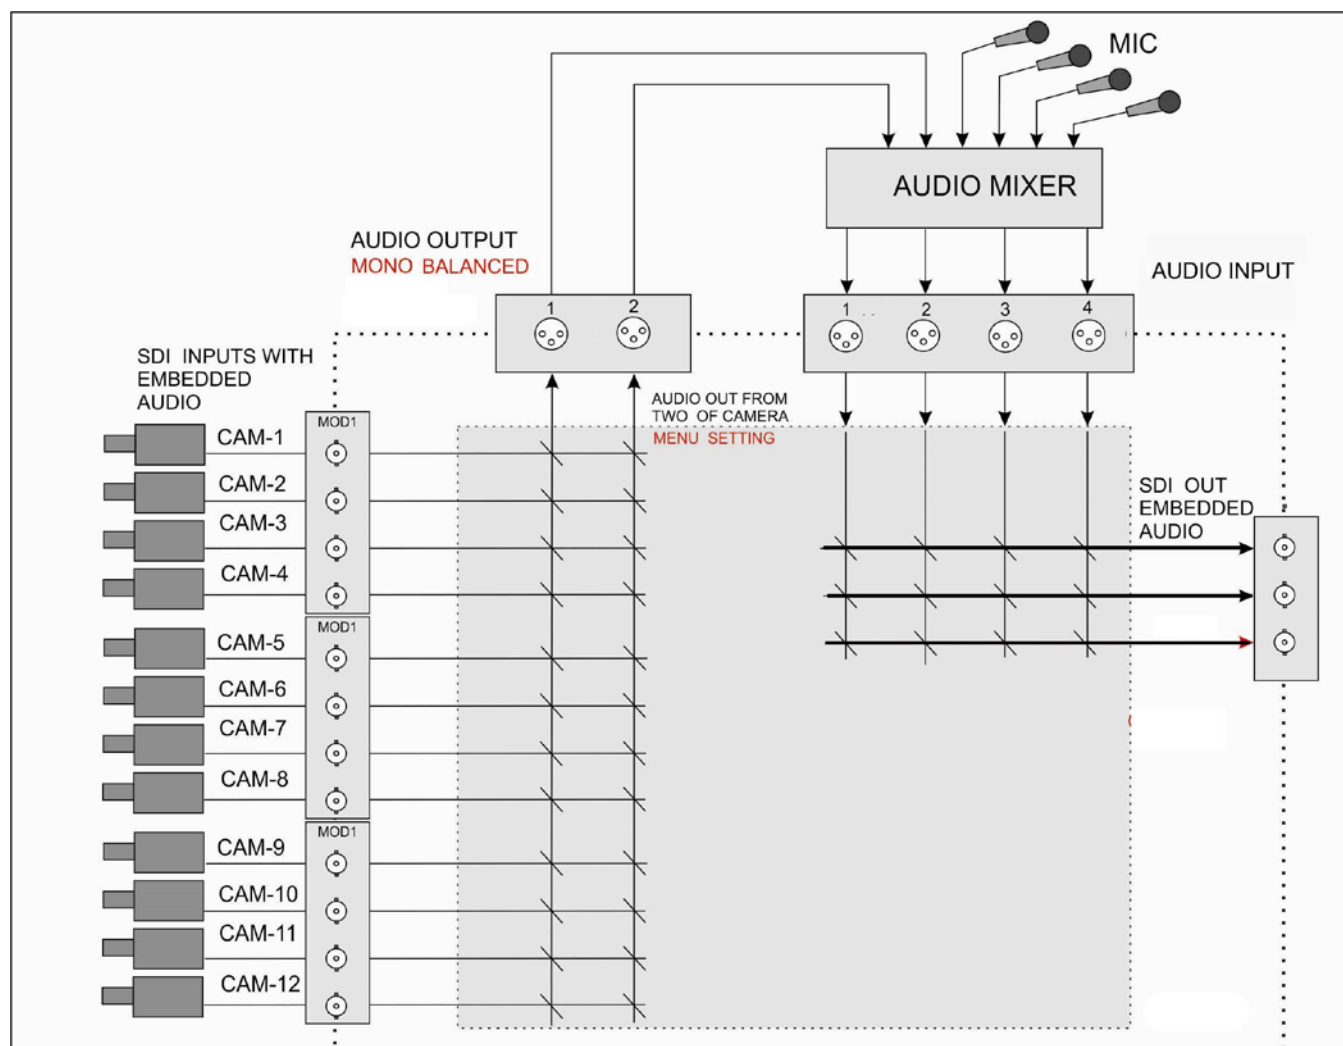 MIC
AUDIO MIXER
AUDIO OUTPUT
MONO BALANCED
AUDIO INPUT
1
2
1
2
3
4
SDI INPUTS WITH
EMBEDDED
AUDIO
AUDIO OUT FROM
TWO OF CAMERA
MENU SETTING
MOD1
CAM-1
CAM-2
CAM-3
CAM-4
SDI OUT
EMBEDDED
AUDIO
MOD1
CAM-5
CAM-6
CAM-7
CAM-8
MOD1
CAM-9
CAM-10
CAM-11
CAM-12